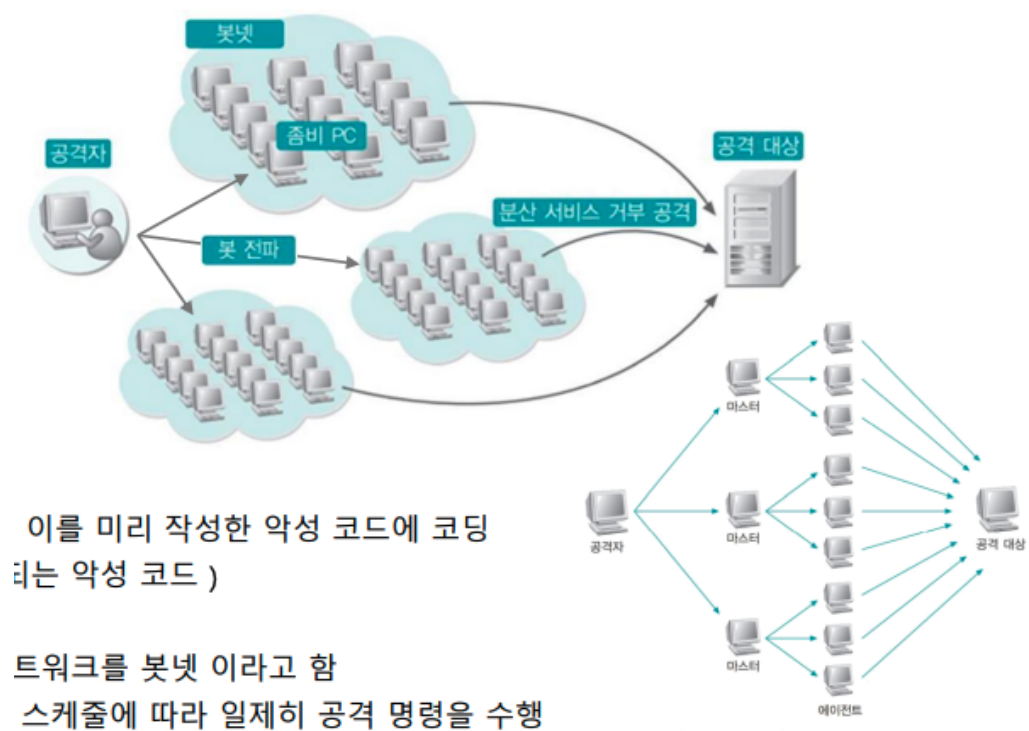 봇넷
좀비 PC
공격자
공격 대상
분산 서비스 거부 공격
봇 전파
마스터
마스터
공격자
공격 대상
마스터
에이전트
이를 미리 작성한 악성 코드에 코딩
되는 악성 코드 )
트워크를 봇넷 이라고 함
스케줄에 따라 일제히 공격 명령을 수행